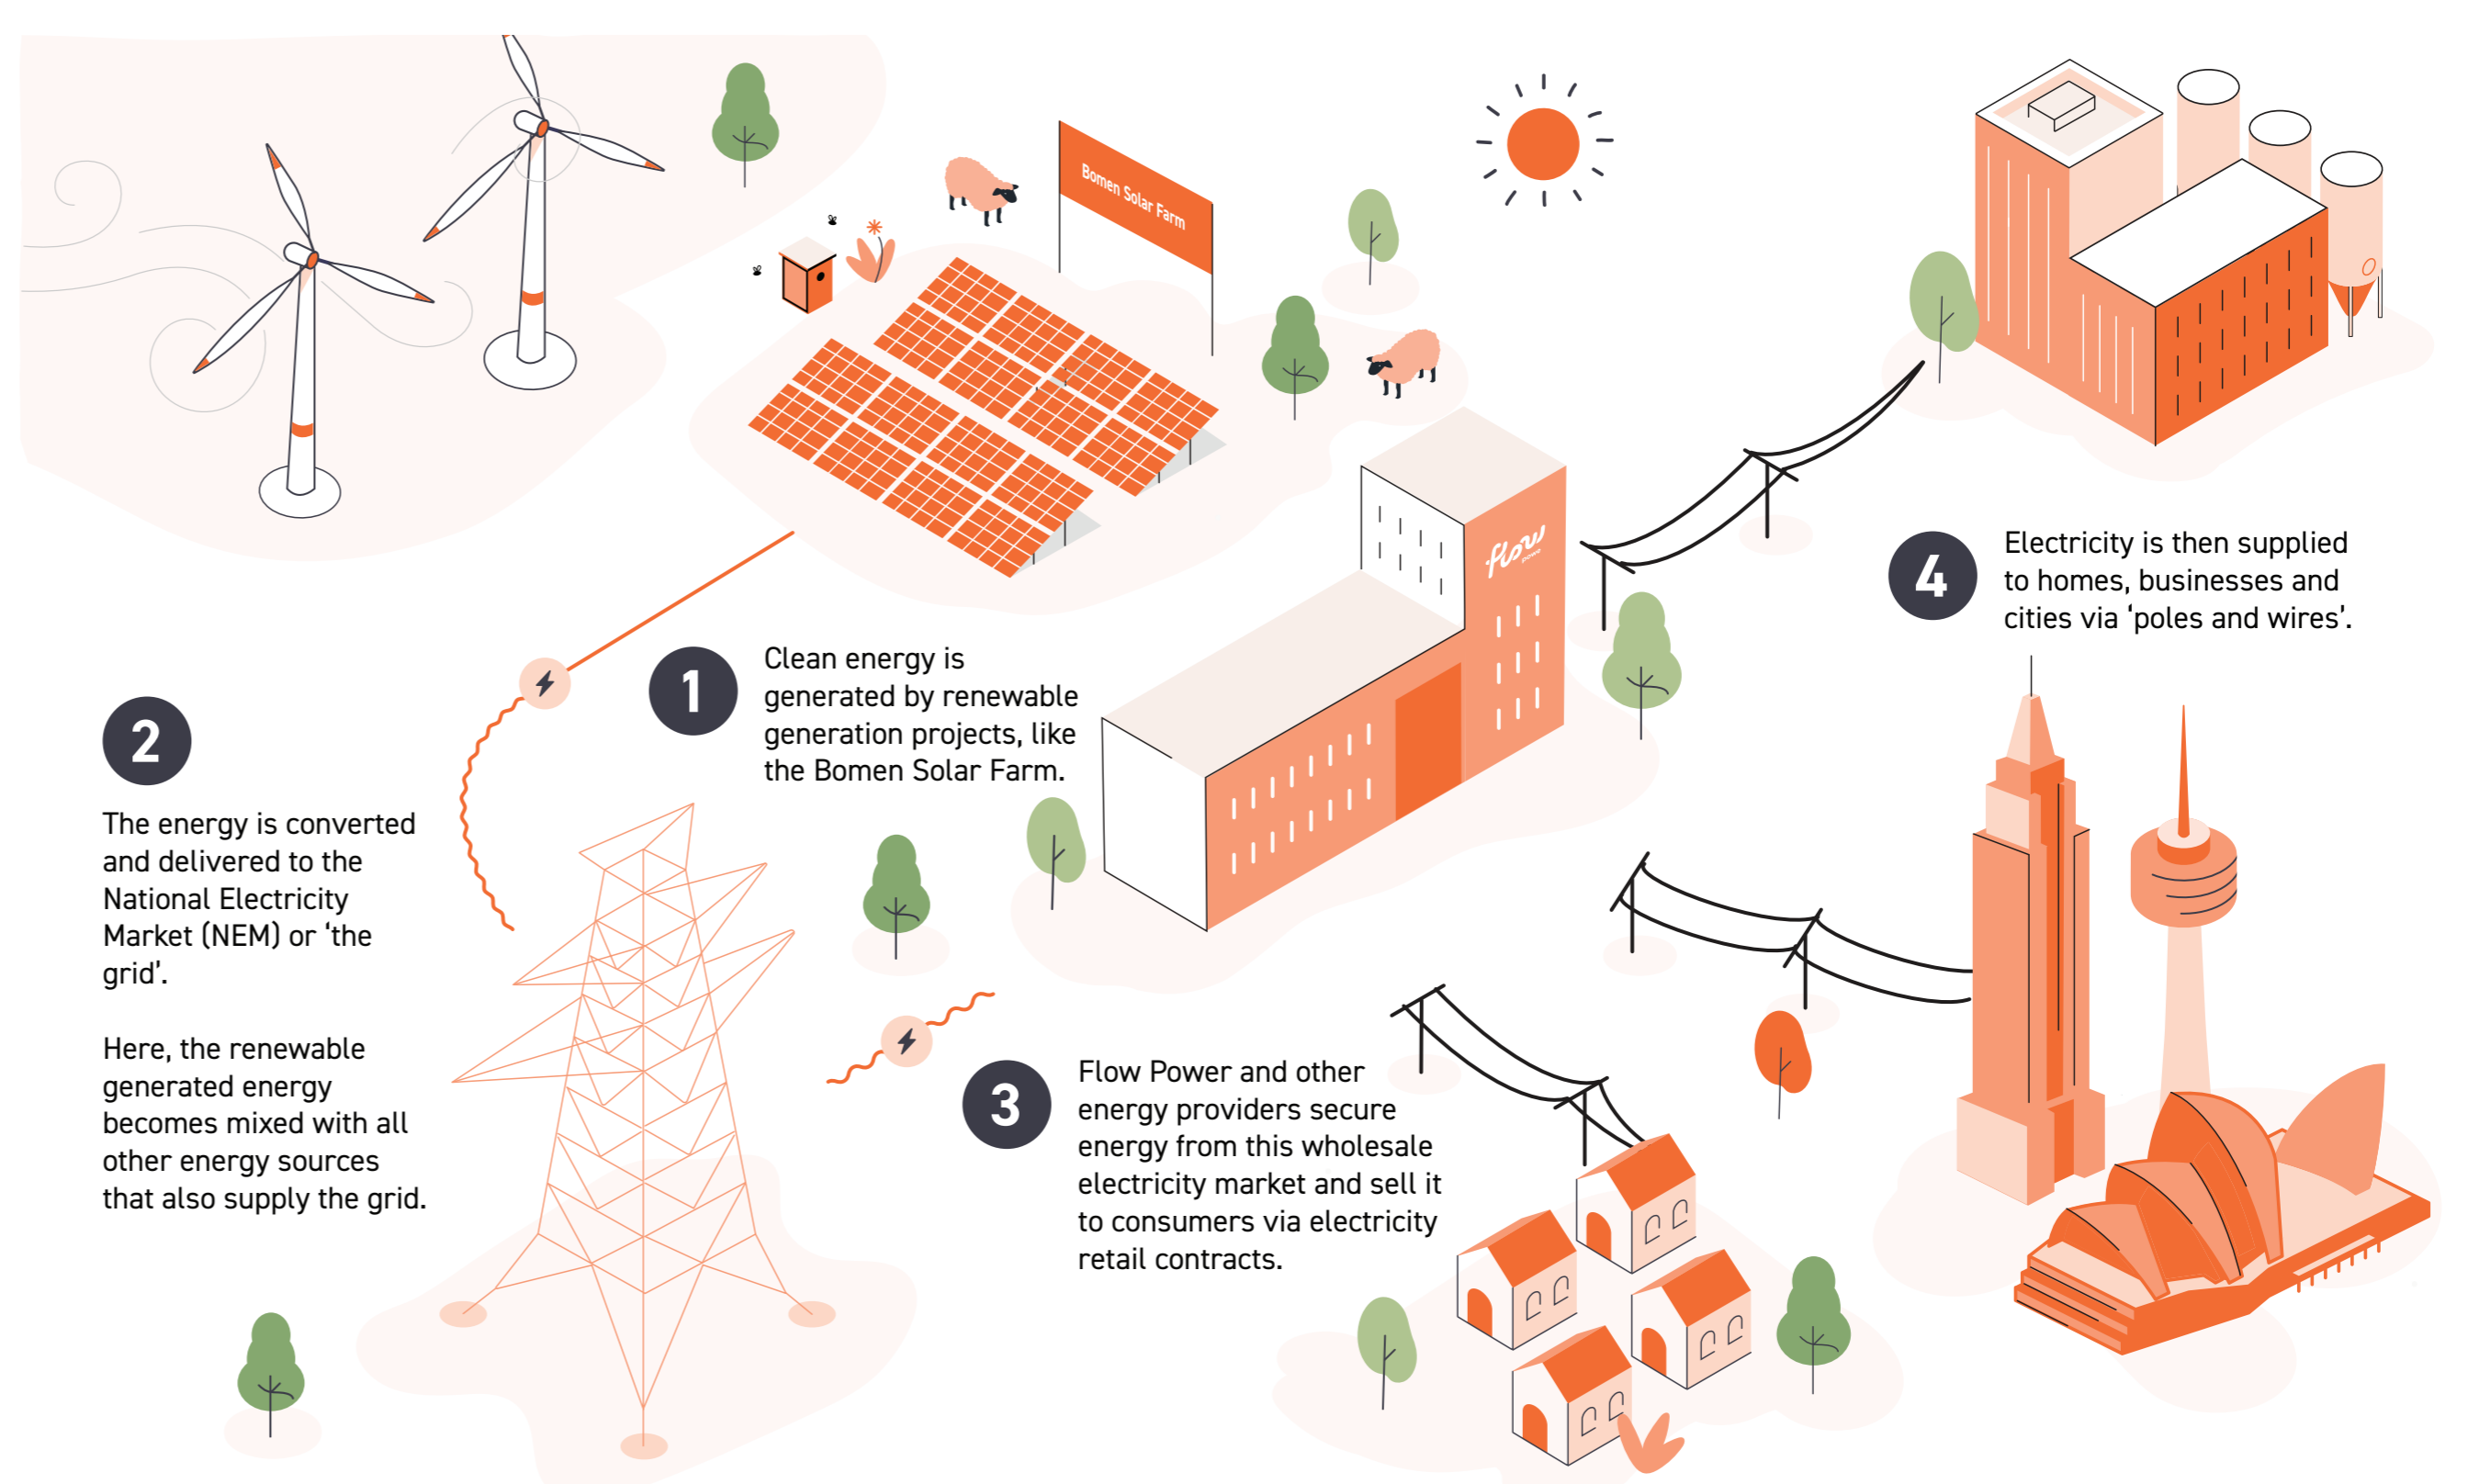 Bomen Solar Farm
flow
power
1
Clean energy is
generated by renewable
generation projects, like
the Bomen Solar Farm.
2
The energy is converted
and delivered to the
National Electricity
Market (NEM) or ‘the
grid’.
Here, the renewable
generated energy
becomes mixed with all
other energy sources
that also supply the grid.
3
Flow Power and other
energy providers secure
energy from this wholesale
electricity market and sell it
to consumers via electricity
retail contracts.
4
Electricity is then supplied
to homes, businesses and
cities via ‘poles and wires’.